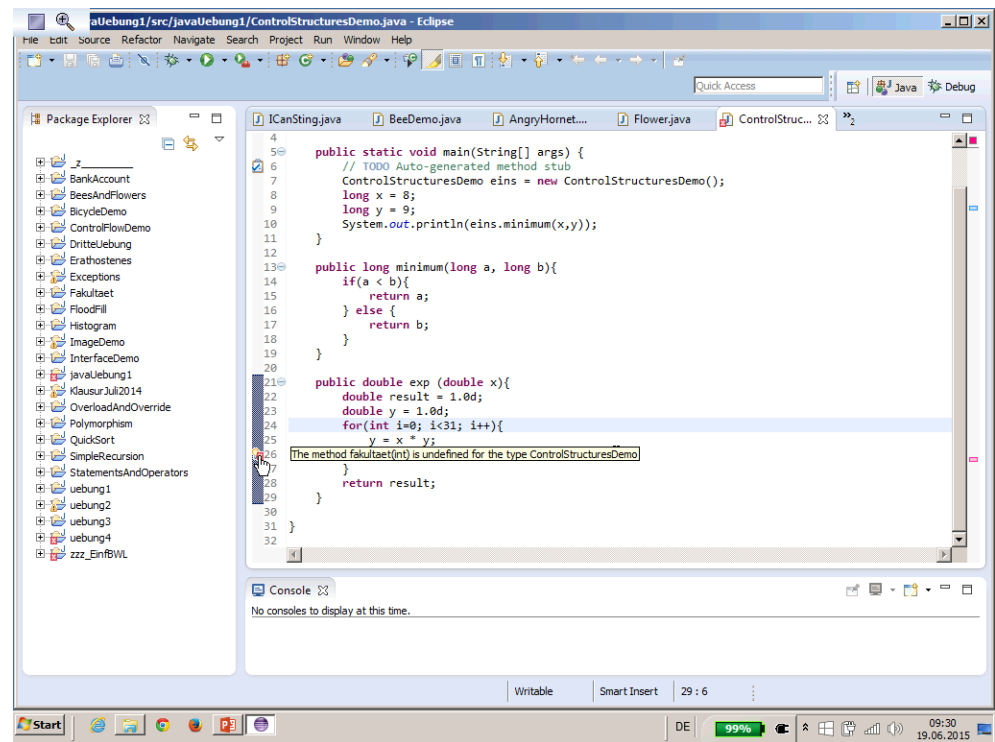 aUebung1/src/javaUebung1/ControlStructuresDemo.java - Eclipse
File Edit Source Refactor Navigate Search Project Run Window Help
Quick Access
Java
Debug
Package Explorer
_z________
BankAccount
BeesAndFlowers
BicycleDemo
ControlFlowDemo
DritteUebung
Erathostenes
Exceptions
Fakultaet
FloodFill
Histogram
ImageDemo
InterfaceDemo
javaUebung1
KlausurJuli2014
OverloadAndOverride
Polymorphism
QuickSort
SimpleRecursion
StatementsAndOperators
uebung1
uebung2
uebung3
uebung4
zzz_EinfBWL
ICanSting.java BeeDemo.java AngryHornet.... Flower.java ControlStruc... »2
4
5 public static void main(String[] args) {
6 // TODO Auto-generated method stub
7 ControlStructuresDemo eins = new ControlStructuresDemo();
8 long x = 8;
9 long y = 9;
10 System.out.println(eins.minimum(x,y));
11 }
12
13 public long minimum(long a, long b){
14 if(a < b){
15 return a;
16 } else {
17 return b;
18 }
19 }
20
21 public double exp (double x){
22 double result = 1.0d;
23 double y = 1.0d;
24 for(int i=0; i<31; i++){
25 y = x * y;
26 The method fakultaet(int) is undefined for the type ControlStructuresDemo
27 }
28 return result;
29 }
30
31 }
32
Console
No consoles to display at this time.
Writable Smart Insert 29 : 6
Start
DE
99%
09:30
19.06.2015